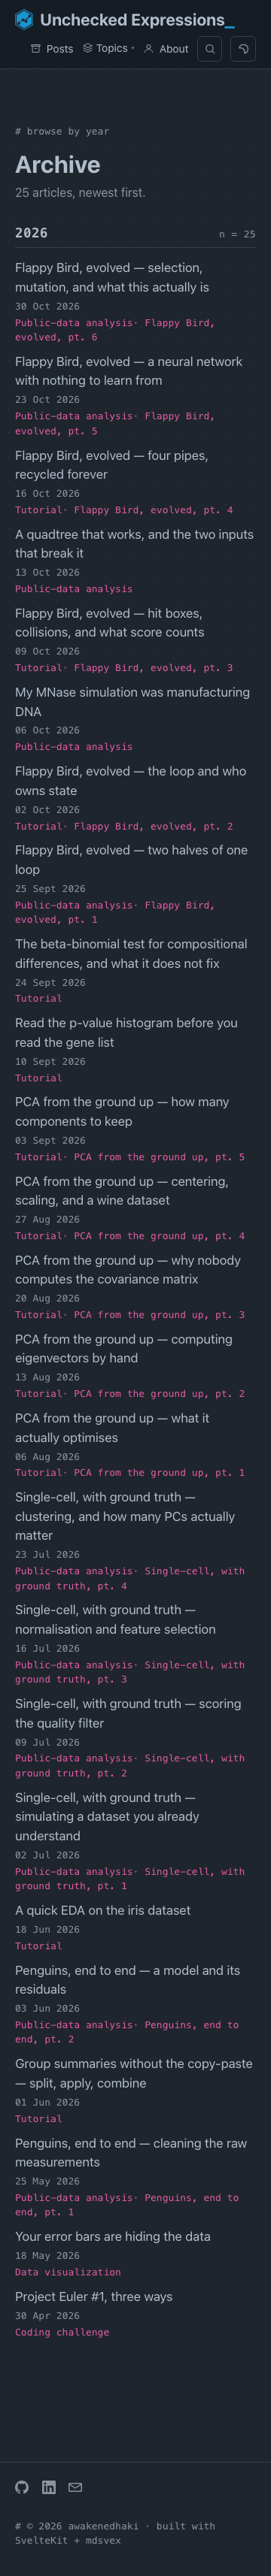 Unchecked Expressions_
Posts Topics About
# browse by year
Archive
25 articles, newest first.
2026 n = 25
Flappy Bird, evolved — selection,
mutation, and what this actually is
30 Oct 2026
Public-data analysis· Flappy Bird,
evolved, pt. 6
Flappy Bird, evolved — a neural network
with nothing to learn from
23 Oct 2026
Public-data analysis· Flappy Bird,
evolved, pt. 5
Flappy Bird, evolved — four pipes,
recycled forever
16 Oct 2026
Tutorial· Flappy Bird, evolved, pt. 4
A quadtree that works, and the two inputs
that break it
13 Oct 2026
Public-data analysis
Flappy Bird, evolved — hit boxes,
collisions, and what score counts
09 Oct 2026
Tutorial· Flappy Bird, evolved, pt. 3
My MNase simulation was manufacturing
DNA
06 Oct 2026
Public-data analysis
Flappy Bird, evolved — the loop and who
owns state
02 Oct 2026
Tutorial· Flappy Bird, evolved, pt. 2
Flappy Bird, evolved — two halves of one
loop
25 Sept 2026
Public-data analysis· Flappy Bird,
evolved, pt. 1
The beta-binomial test for compositional
differences, and what it does not fix
24 Sept 2026
Tutorial
Read the p-value histogram before you
read the gene list
10 Sept 2026
Tutorial
PCA from the ground up — how many
components to keep
03 Sept 2026
Tutorial· PCA from the ground up, pt. 5
PCA from the ground up — centering,
scaling, and a wine dataset
27 Aug 2026
Tutorial· PCA from the ground up, pt. 4
PCA from the ground up — why nobody
computes the covariance matrix
20 Aug 2026
Tutorial· PCA from the ground up, pt. 3
PCA from the ground up — computing
eigenvectors by hand
13 Aug 2026
Tutorial· PCA from the ground up, pt. 2
PCA from the ground up — what it
actually optimises
06 Aug 2026
Tutorial· PCA from the ground up, pt. 1
Single-cell, with ground truth —
clustering, and how many PCs actually
matter
23 Jul 2026
Public-data analysis· Single-cell, with
ground truth, pt. 4
Single-cell, with ground truth —
normalisation and feature selection
16 Jul 2026
Public-data analysis· Single-cell, with
ground truth, pt. 3
Single-cell, with ground truth — scoring
the quality filter
09 Jul 2026
Public-data analysis· Single-cell, with
ground truth, pt. 2
Single-cell, with ground truth —
simulating a dataset you already
understand
02 Jul 2026
Public-data analysis· Single-cell, with
ground truth, pt. 1
A quick EDA on the iris dataset
18 Jun 2026
Tutorial
Penguins, end to end — a model and its
residuals
03 Jun 2026
Public-data analysis· Penguins, end to
end, pt. 2
Group summaries without the copy-paste
— split, apply, combine
01 Jun 2026
Tutorial
Penguins, end to end — cleaning the raw
measurements
25 May 2026
Public-data analysis· Penguins, end to
end, pt. 1
Your error bars are hiding the data
18 May 2026
Data visualization
Project Euler #1, three ways
30 Apr 2026
Coding challenge
# © 2026 awakenedhaki · built with
SvelteKit + mdsvex